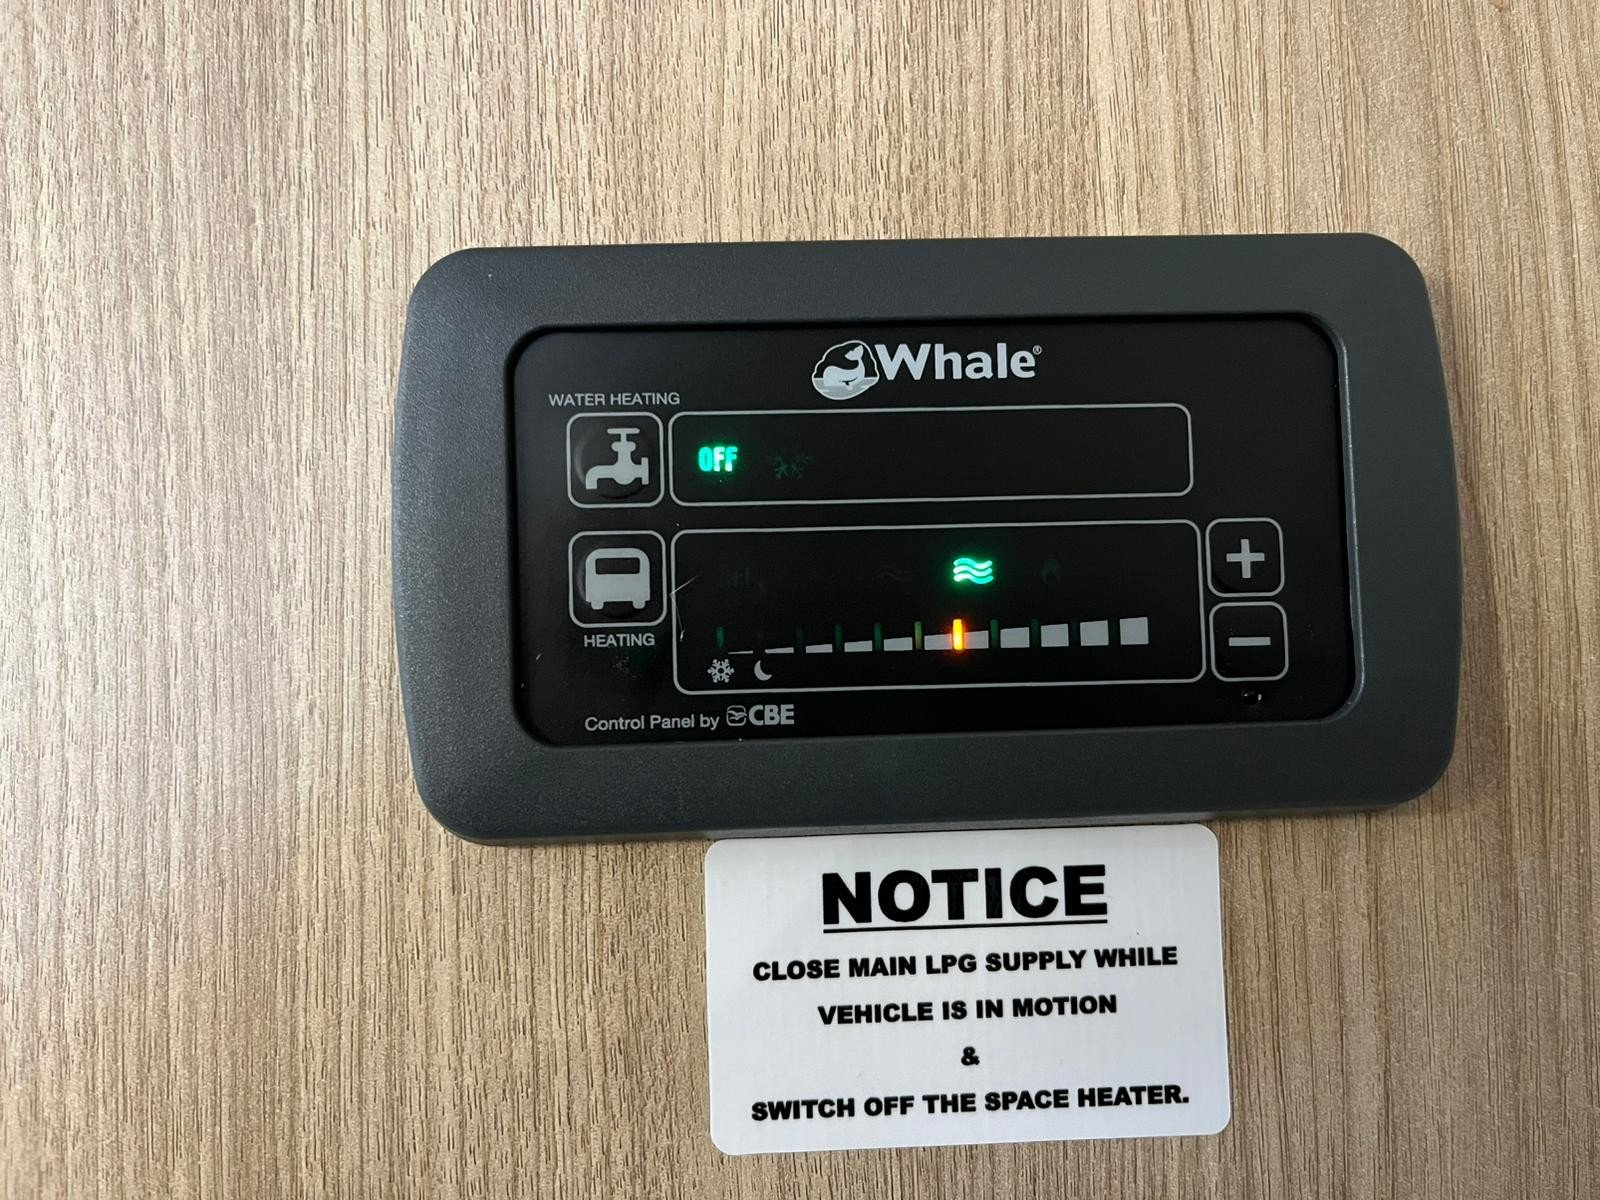 Whale®
WATER HEATING
OFF
HEATING
Control Panel by CBE
NOTICE
CLOSE MAIN LPG SUPPLY WHILE
VEHICLE IS IN MOTION
&
SWITCH OFF THE SPACE HEATER.